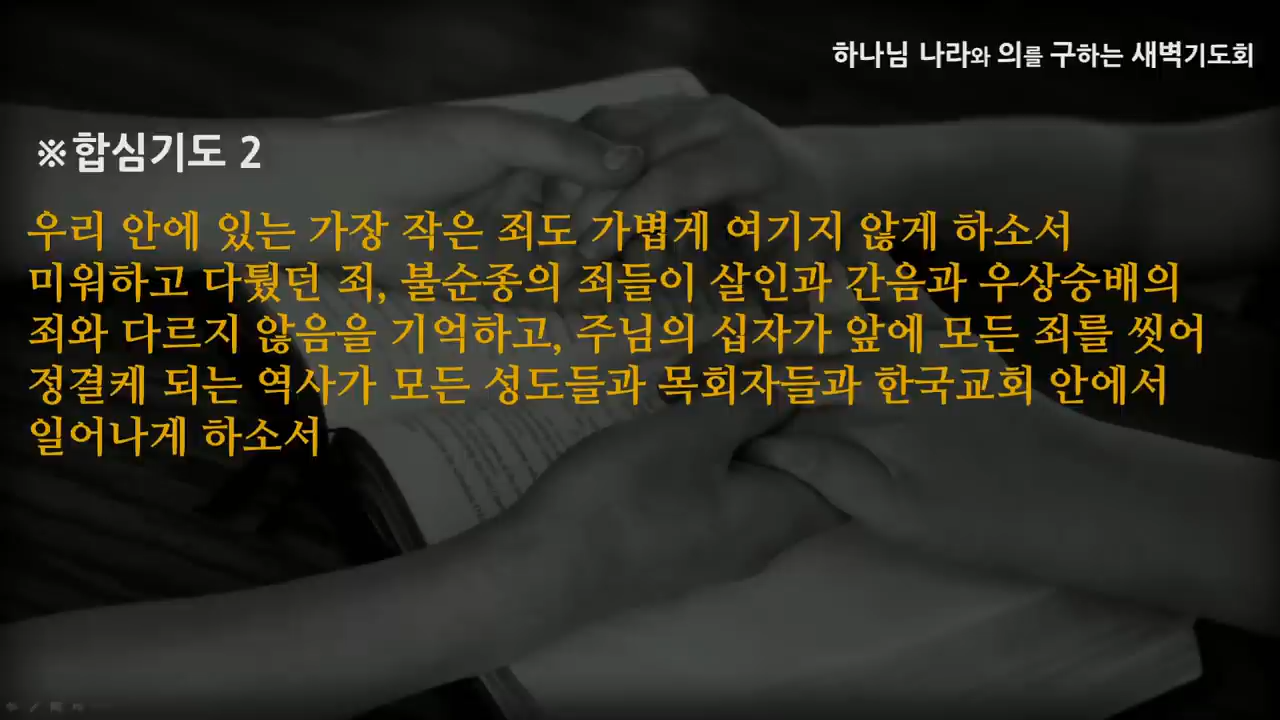 하나님 나라와 의를 구하는 새벽기도회
※합심기도 2
우리 안에 있는 가장 작은 죄도 가볍게 여기지 않게 하소서
미워하고 다퉜던 죄, 불순종의 죄들이 살인과 간음과 우상숭배의
죄와 다르지 않음을 기억하고, 주님의 십자가 앞에 모든 죄를 씻어
정결케 되는 역사가 모든 성도들과 목회자들과 한국교회 안에서
일어나게 하소서